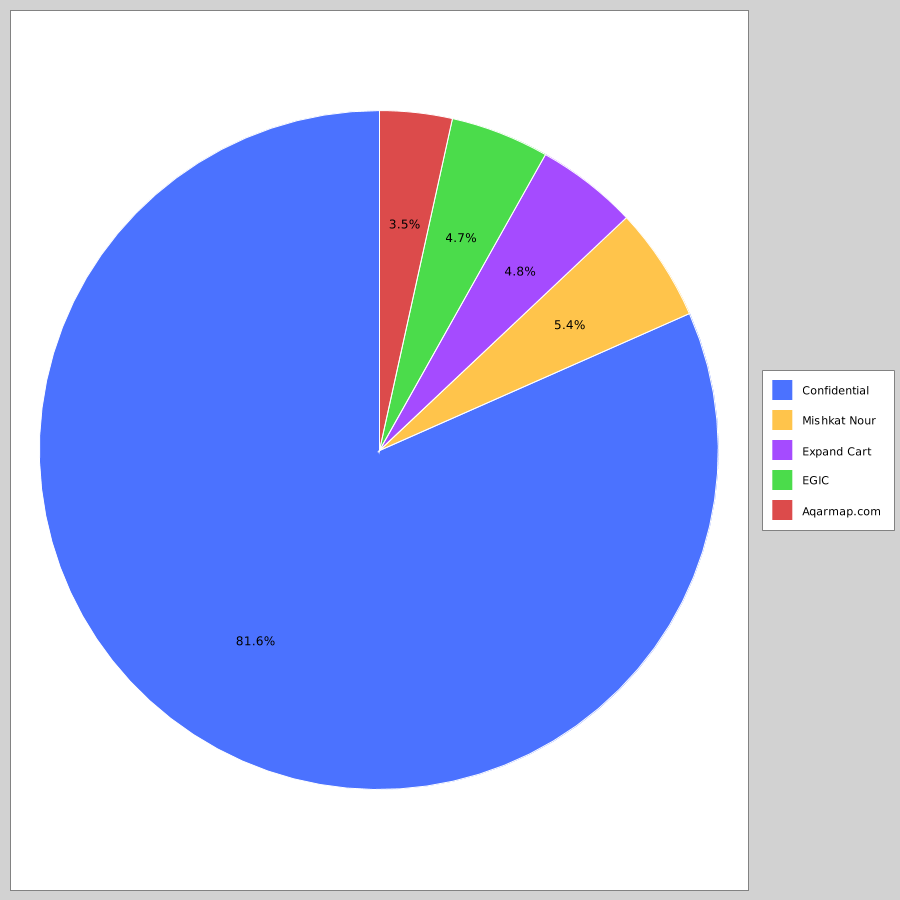 3.5%
4.7%
4.8%
5.4%
81.6%
Confidential
Mishkat Nour
Expand Cart
EGIC
Aqarmap.com